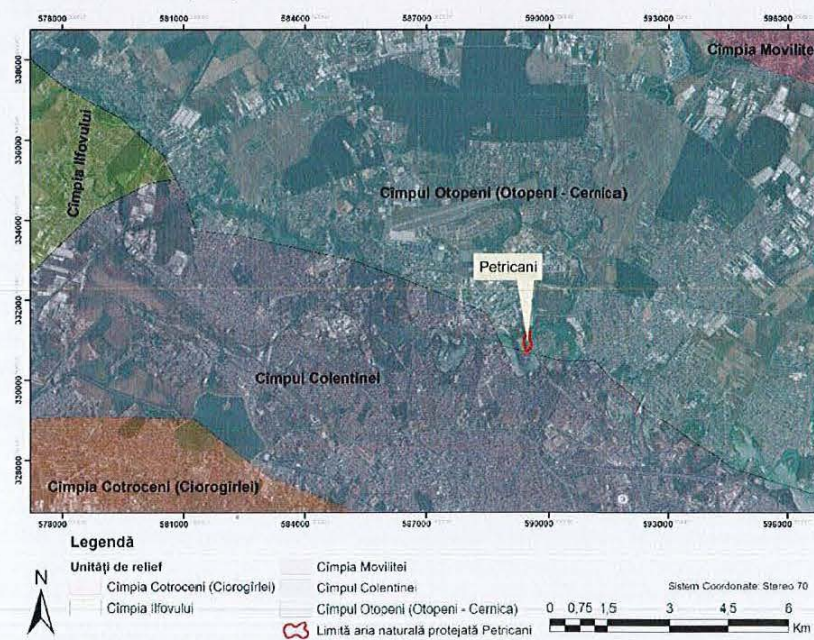 578000 581000 584000 587000 590000 593000 596000
338000
336000
334000
332000
330000
328000
Cîmpia Moviliței
Cîmpia Ilfovului
Cîmpul Otopeni (Otopeni - Cernica)
Petricani
Cîmpul Colentinei
Cîmpia Cotroceni (Ciorogîrlei)
578000 581000 584000 587000 590000 593000 596000
Legendă
Unități de relief
Cîmpia Cotroceni (Ciorogîrlei)
Cîmpia Ilfovului
Cîmpia Moviliței
Cîmpul Colentinei
Cîmpul Otopeni (Otopeni - Cernica)
Limită aria naturală protejată Petricani
N
Sistem Coordonate: Stereo 70
0 0,75 1,5 3 4,5 6
Km